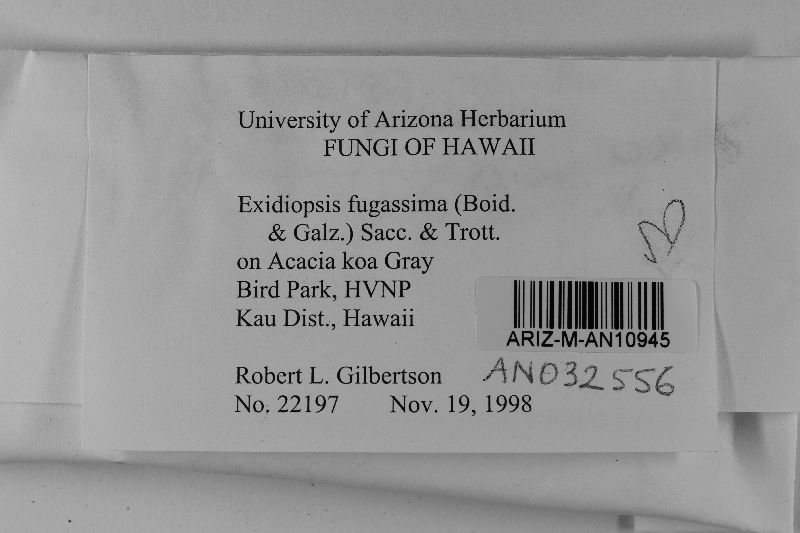 University of Arizona Herbarium
FUNGI OF HAWAII
Exidiopsis fugassima (Boid.
& Galz.) Sacc. & Trott.
on Acacia koa Gray
Bird Park, HVNP
Kau Dist., Hawaii
ARIZ-M-AN10945
Robert L. Gilbertson
AN032556
No. 22197 Nov. 19, 1998